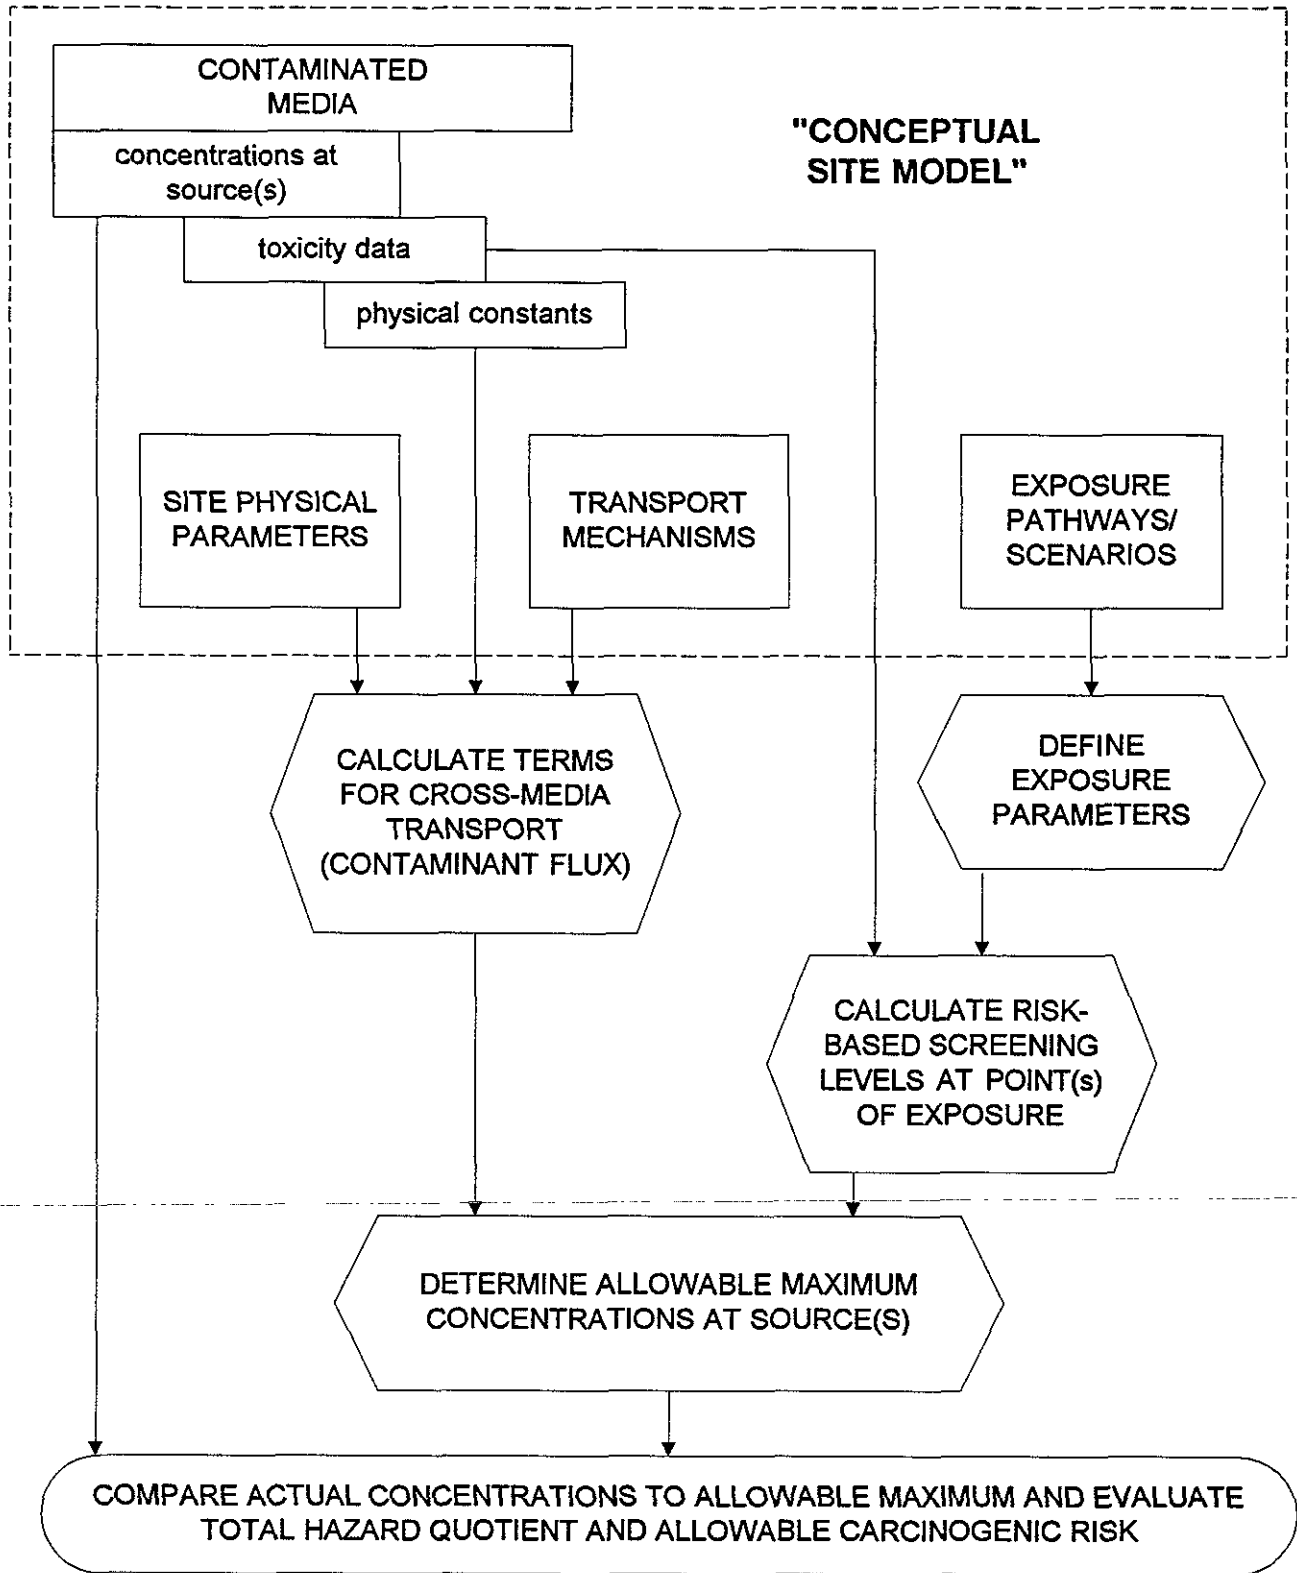 CONTAMINATED
MEDIA
"CONCEPTUAL
SITE MODEL"
concentrations at
source(s)
toxicity data
physical constants
SITE PHYSICAL
PARAMETERS
TRANSPORT
MECHANISMS
EXPOSURE
PATHWAYS/
SCENARIOS
CALCULATE TERMS
FOR CROSS-MEDIA
TRANSPORT
(CONTAMINANT FLUX)
DEFINE
EXPOSURE
PARAMETERS
CALCULATE RISK-
BASED SCREENING
LEVELS AT POINT(s)
OF EXPOSURE
DETERMINE ALLOWABLE MAXIMUM
CONCENTRATIONS AT SOURCE(S)
COMPARE ACTUAL CONCENTRATIONS TO ALLOWABLE MAXIMUM AND EVALUATE
TOTAL HAZARD QUOTIENT AND ALLOWABLE CARCINOGENIC RISK